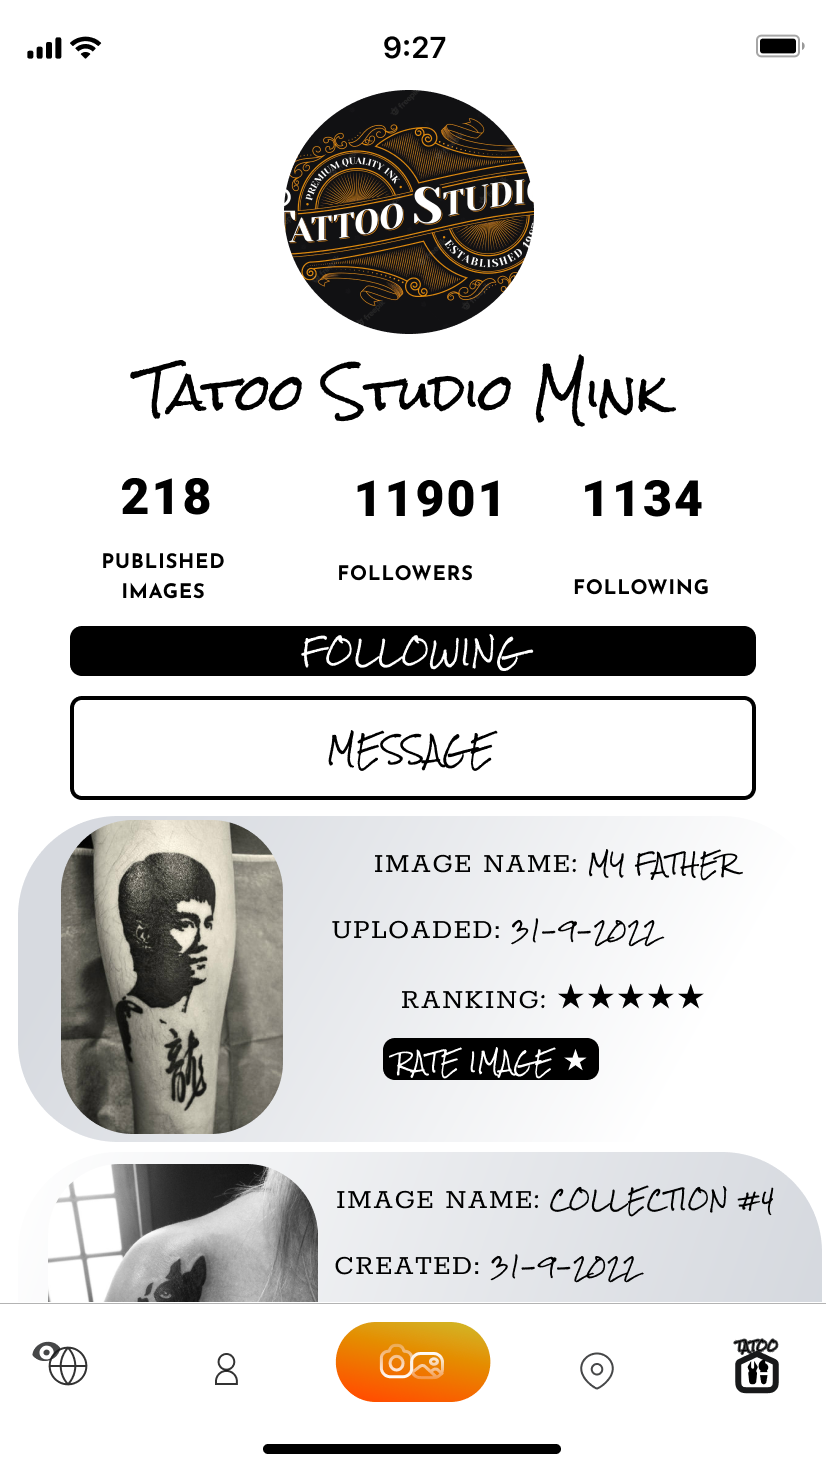 9:27
PREMIUM QUALITY INK
TATTOO STUDIO
ESTABLISHED
Tatoo Studio Mink
218 11901 1134
PUBLISHED
IMAGES
FOLLOWERS
FOLLOWING
FOLLOWING
MESSAGE
IMAGE NAME: MY FATHER
UPLOADED: 31-9-2022
RANKING: ★★★★★
RATE IMAGE ★
龍
IMAGE NAME: COLLECTION #4
CREATED: 31-9-2022
TATOO